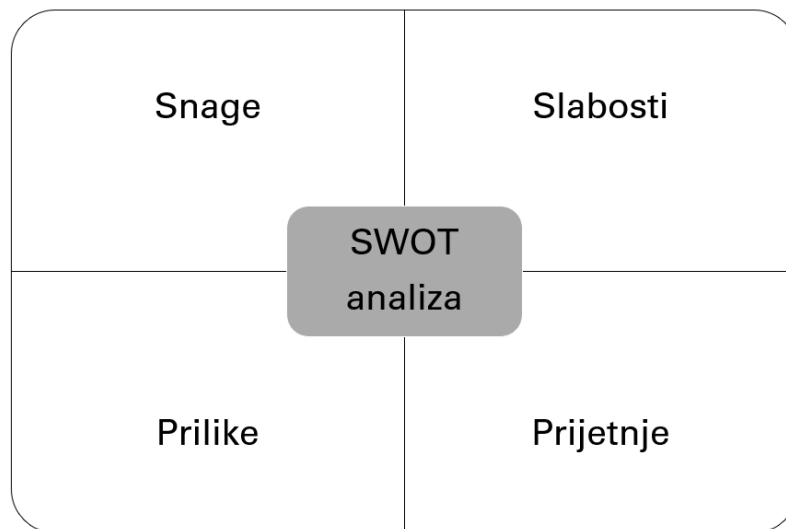 Snage
Slabosti
SWOT
analiza
Prilike
Prijetnje